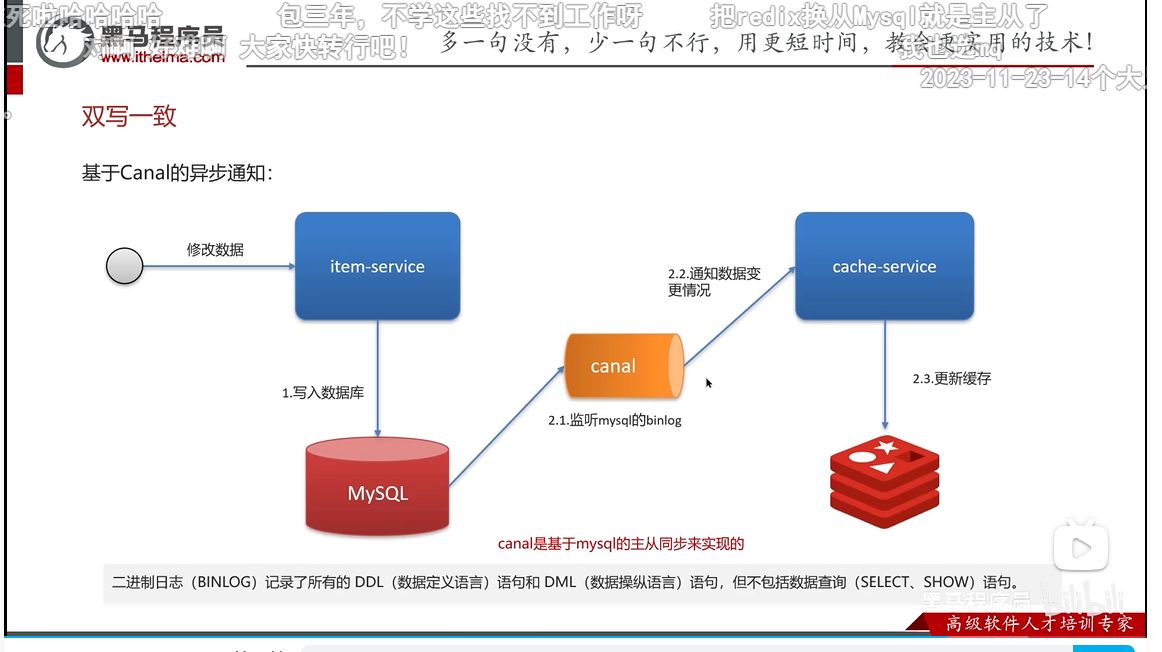 死啦哈哈哈哈哈
包三年，不学这些找不到工作呀
把redix换从Mysql就是主从了
黑马程序员
www.itheima.com
大家快转行吧！
多一句没有，少一句不行，用更短时间，教会更实用的技术！
2023-11-23-14个大
双写一致
基于Canal的异步通知：
修改数据
item-service
cache-service
2.2.通知数据变
更情况
canal
1.写入数据库
2.3.更新缓存
2.1.监听mysql的binlog
MySQL
canal是基于mysql的主从同步来实现的
二进制日志（BINLOG）记录了所有的 DDL（数据定义语言）语句和 DML（数据操纵语言）语句，但不包括数据查询（SELECT、SHOW）语句。
黑马程序员
bilibili
高级软件人才培训专家